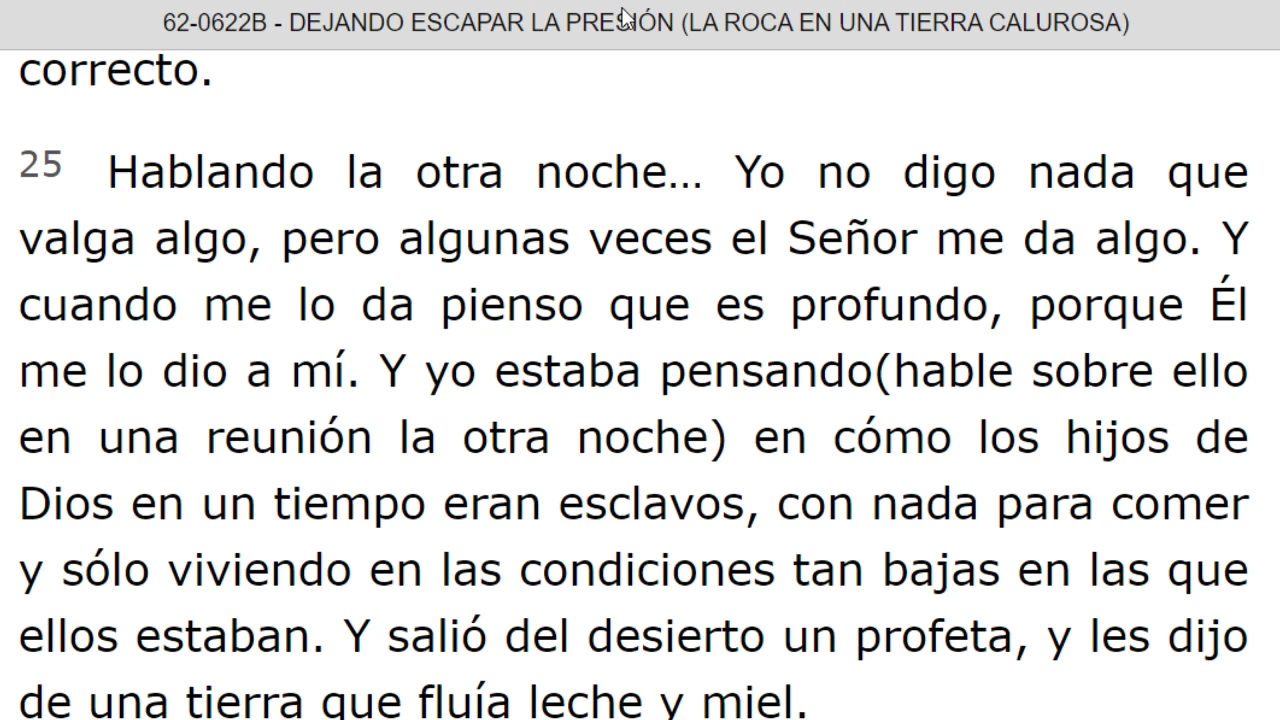 62-0622B - DEJANDO ESCAPAR LA PRESIÓN (LA ROCA EN UNA TIERRA CALUROSA)
correcto.
25 Hablando la otra noche... Yo no digo nada que
valga algo, pero algunas veces el Señor me da algo. Y
cuando me lo da pienso que es profundo, porque Él
me lo dio a mí. Y yo estaba pensando(hable sobre ello
en una reunión la otra noche) en cómo los hijos de
Dios en un tiempo eran esclavos, con nada para comer
y sólo viviendo en las condiciones tan bajas en las que
ellos estaban. Y salió del desierto un profeta, y les dijo
de una tierra que fluía leche y miel.